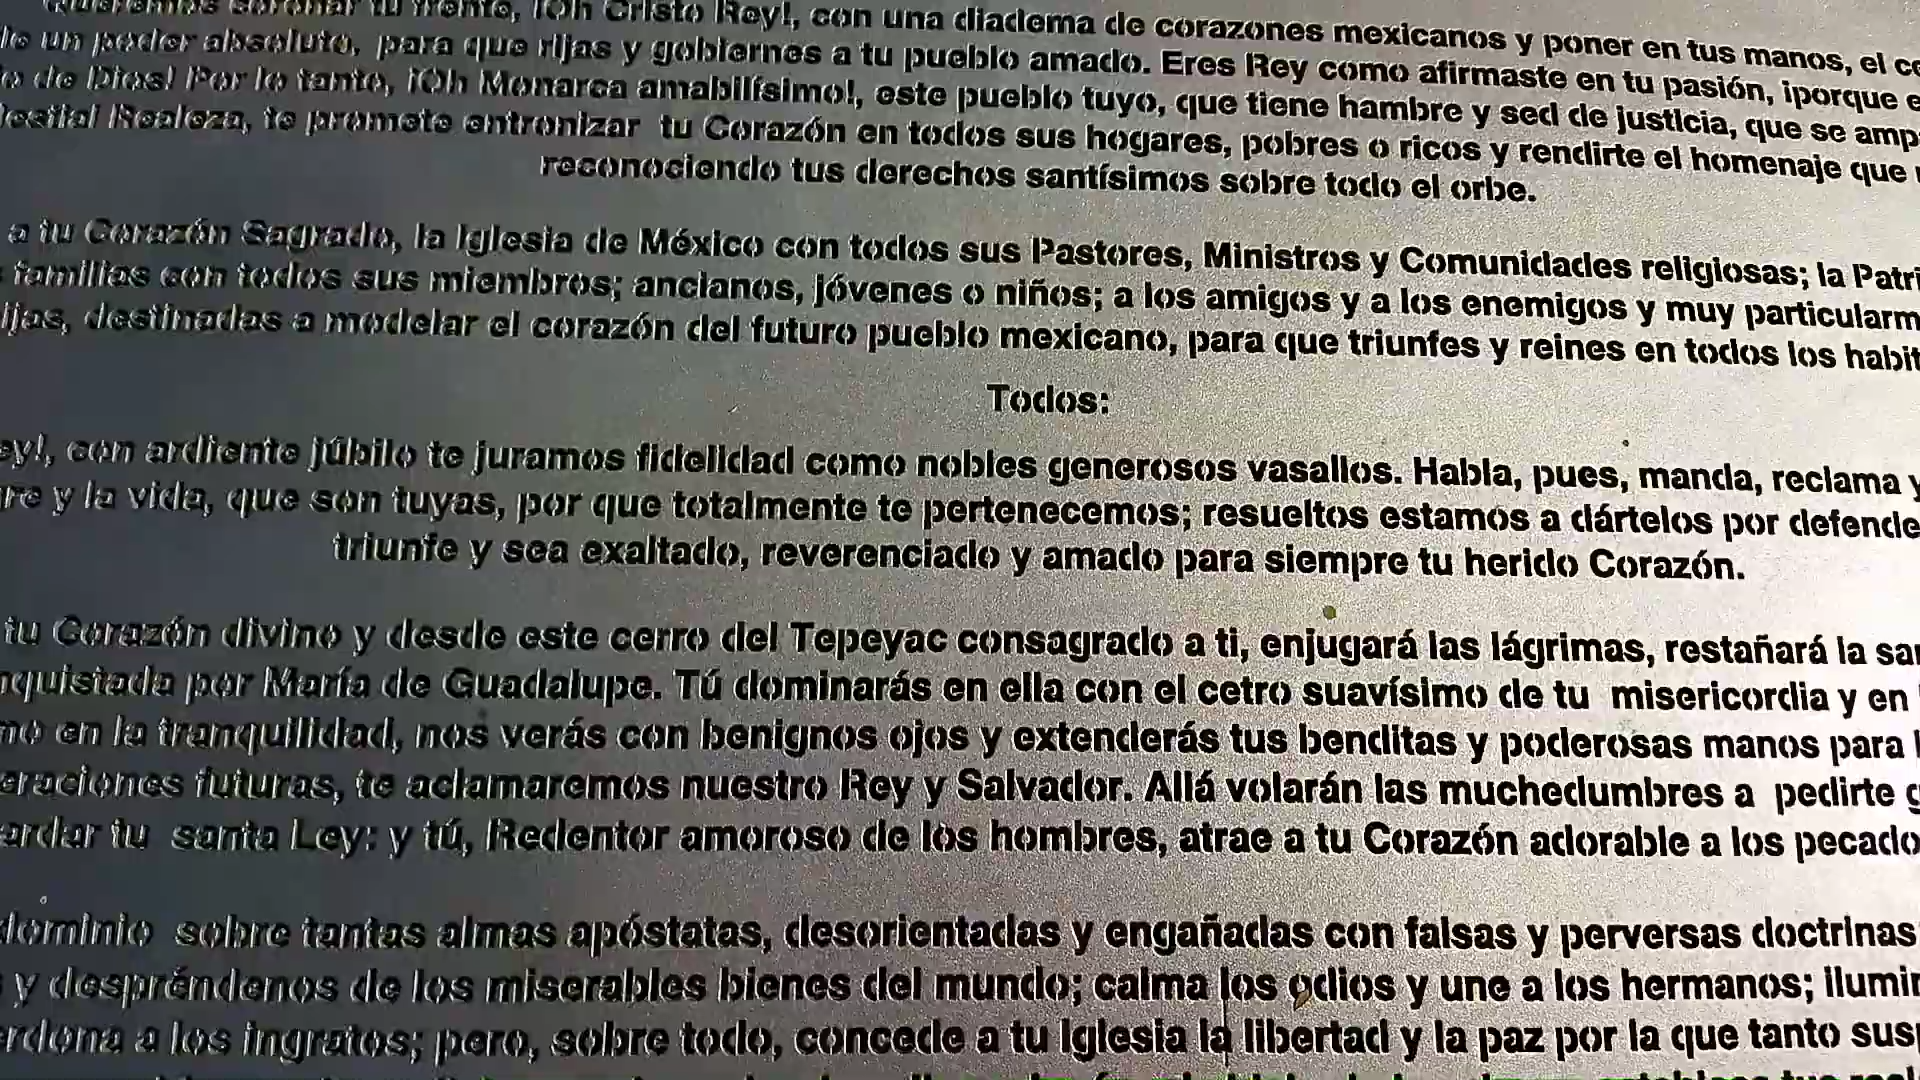 coronar tu frente, ¡Oh Cristo Rey!, con una diadema de corazones mexicanos y poner en tus manos, el
un poder absoluto, para que rijas y gobiernes a tu pueblo amado. Eres Rey como afirmaste en tu pasión, ¡porque
de Dios! Por lo tanto, ¡Oh Monarca amabilísimo!, este pueblo tuyo, que tiene hambre y sed de justicia, que se
Realeza, te promete entronizar tu Corazón en todos sus hogares, pobres o ricos y rendirte el homenaje que
reconociendo tus derechos santísimos sobre todo el orbe.
a tu Corazón Sagrado, la Iglesia de México con todos sus Pastores, Ministros y Comunidades religiosas; la
familias con todos sus miembros; ancianos, jóvenes o niños; a los amigos y a los enemigos y muy
destinadas a modelar el corazón del futuro pueblo mexicano, para que triunfes y reines en todos los
Todos:
con ardiente júbilo te juramos fidelidad como nobles generosos vasallos. Habla, pues, manda, reclama y
y la vida, que son tuyas, por que totalmente te pertenecemos; resueltos estamos a dártelos por
triunfe y sea exaltado, reverenciado y amado para siempre tu herido Corazón.
tu Corazón divino y desde este cerro del Tepeyac consagrado a ti, enjugará las lágrimas, restañará la
por María de Guadalupe. Tú dominarás en ella con el cetro suavísimo de tu misericordia y en
en la tranquilidad, nos verás con benignos ojos y extenderás tus benditas y poderosas manos para
futuras, te aclamaremos nuestro Rey y Salvador. Allá volarán las muchedumbres a pedirte
tu santa Ley: y tú, Redentor amoroso de los hombres, atrae a tu Corazón adorable a los
dominio sobre tantas almas apóstatas, desorientadas y engañadas con falsas y perversas doctrinas
y despréndenos de los miserables bienes del mundo; calma los odios y une a los hermanos;
a los ingratos; pero, sobre todo, concede a tu Iglesia la libertad y la paz por la que tanto